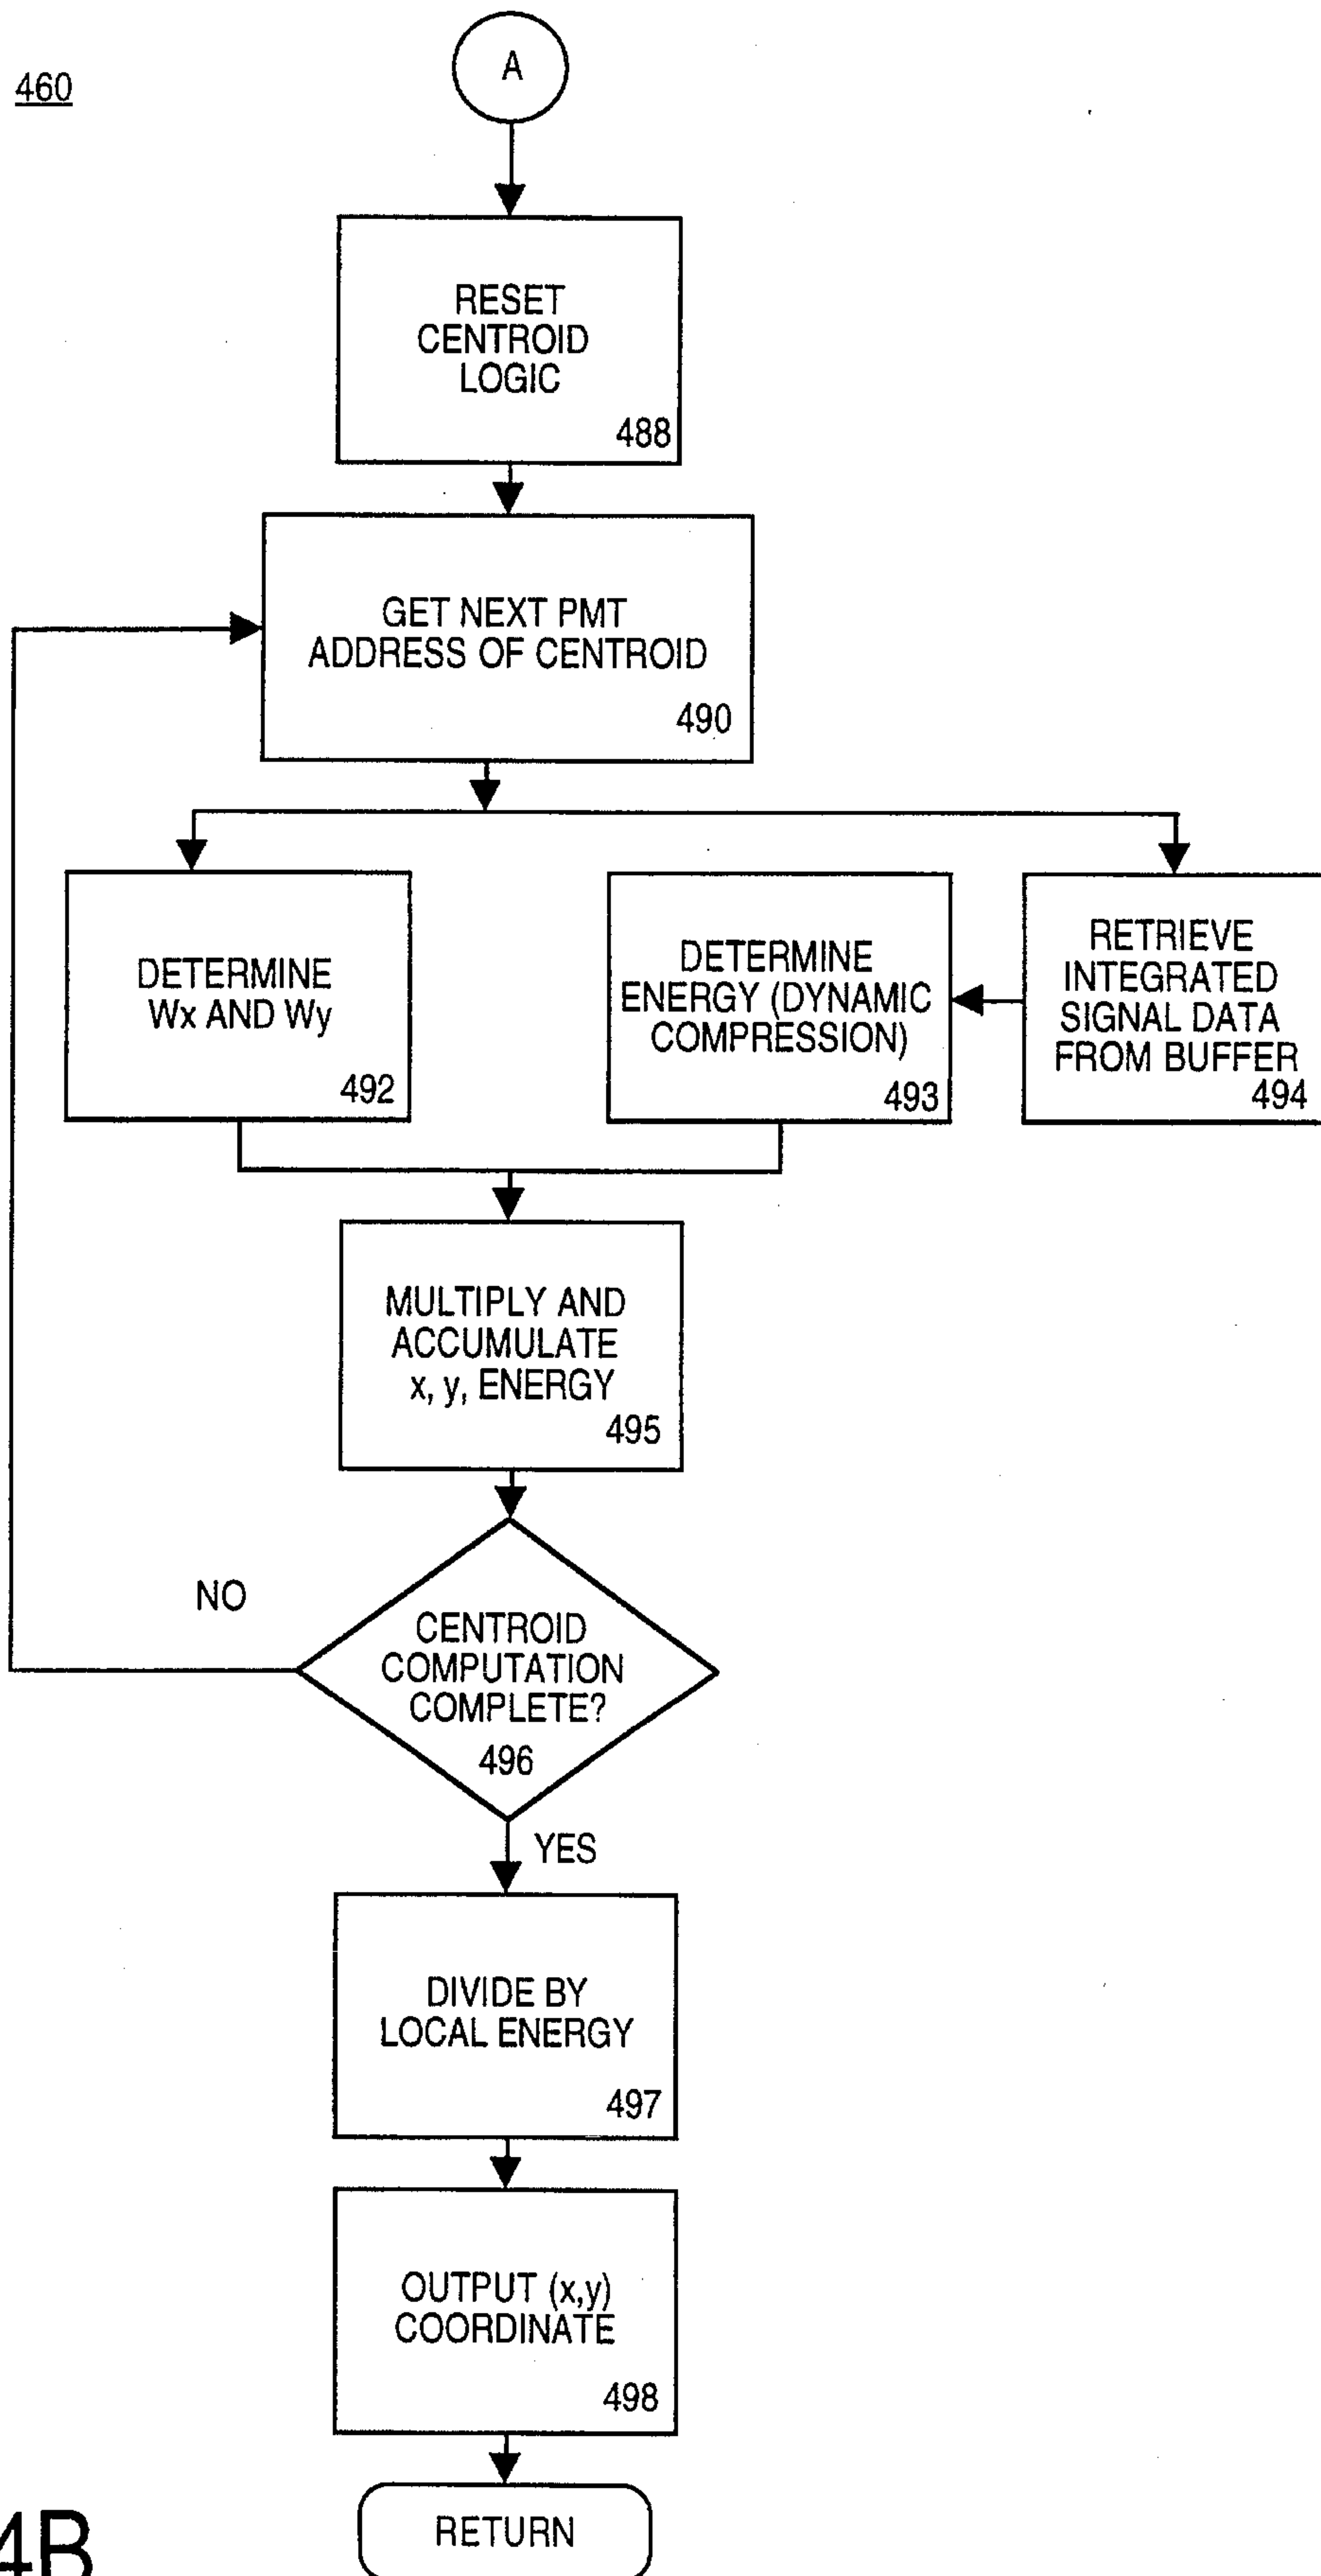 460
A
RESET
CENTROID
LOGIC
488
GET NEXT PMT
ADDRESS OF CENTROID
490
DETERMINE
Wx AND Wy
492
DETERMINE
ENERGY (DYNAMIC
COMPRESSION)
493
RETRIEVE
INTEGRATED
SIGNAL DATA
FROM BUFFER
494
MULTIPLY AND
ACCUMULATE
x, y, ENERGY
495
NO
CENTROID
COMPUTATION
COMPLETE?
496
YES
DIVIDE BY
LOCAL ENERGY
497
OUTPUT (x,y)
COORDINATE
498
RETURN
4B